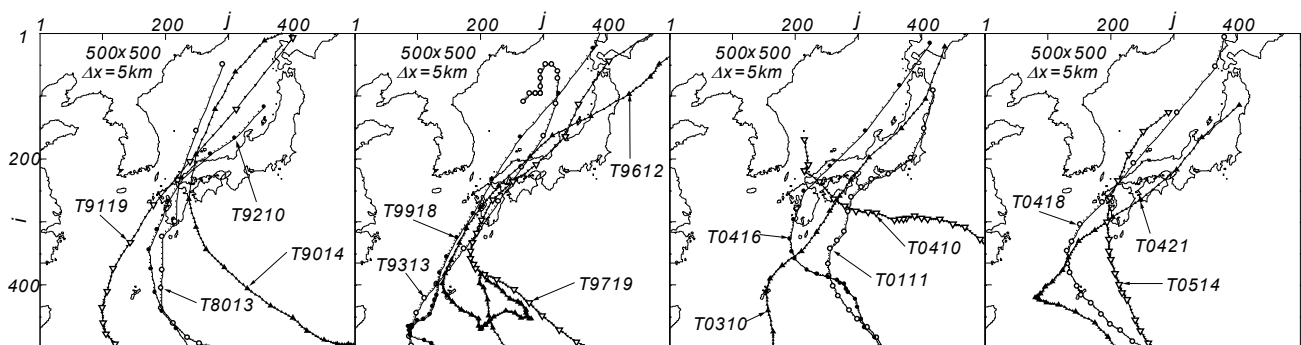 1 200 j 400 1 200 j 400 1 200 j 400 1 200 j 400
1
500x500
Δx=5km
500x500
Δx=5km
500x500
Δx=5km
500x500
Δx=5km
200
i
400
T9119
T9210
T9014
T8013
T9612
T9918
T9313
T9719
T0416
T0410
T0111
T0310
T0418
T0421
T0514